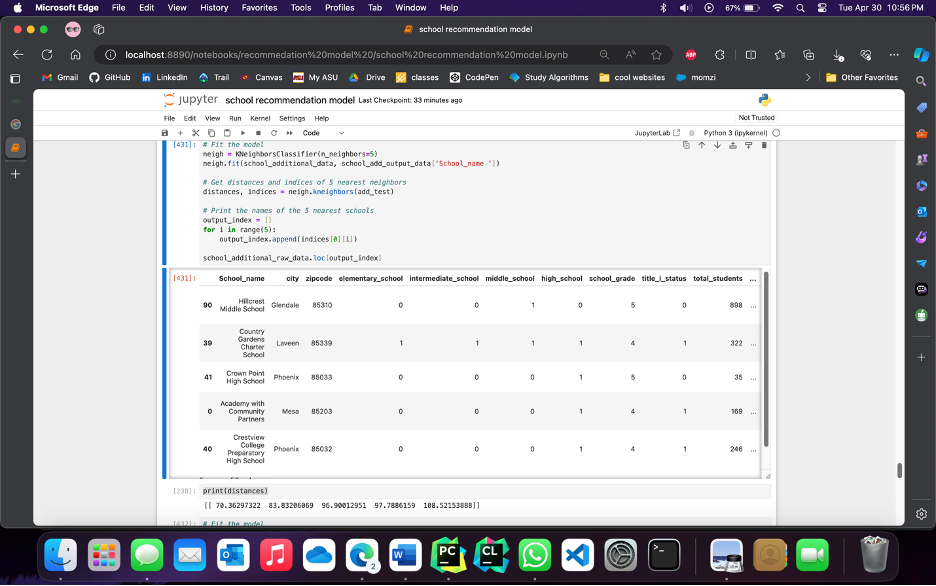 Microsoft Edge File Edit View History Favorites Tools Profiles Tab Window Help 67% Tue Apr 30 10:56 PM
school recommendation model
localhost:8890/notebooks/recommedation%20model%20/school%20recommendation%20model.ipynb
Gmail GitHub LinkedIn Trail Canvas My ASU Drive classes CodePen Study Algorithms cool websites momzi Other Favorites
jupyter school recommendation model Last Checkpoint: 33 minutes ago
File Edit View Run Kernel Settings Help Not Trusted
Code JupyterLab Python 3 (ipykernel)
[431]: # Fit the model
neigh = KNeighborsClassifier(n_neighbors=5)
neigh.fit(school_additional_data, school_add_output_data['School_name '])
# Get distances and indices of 5 nearest neighbors
distances, indices = neigh.kneighbors(add_test)
# Print the names of the 5 nearest schools
output_index = []
for i in range(5):
output_index.append(indices[0][i])
school_additional_raw_data.loc[output_index]
[431]: School_name city zipcode elementary_school intermediate_school middle_school high_school school_grade title_i_status total_students ...
90 Hillcrest Middle School Glendale 85310 0 0 1 0 5 0 898 ...
39 Country Gardens Charter School Laveen 85339 1 1 1 1 4 1 322 ...
41 Crown Point High School Phoenix 85033 0 0 0 1 5 0 35 ...
0 Academy with Community Partners Mesa 85203 0 0 0 1 4 1 169 ...
40 Crestview College Preparatory High School Phoenix 85032 0 0 0 1 4 1 246 ...
[230]: print(distances)
[[ 70.36297322 83.83206069 96.90012951 97.7886159 108.52153888]]
[432]: # Fit the model